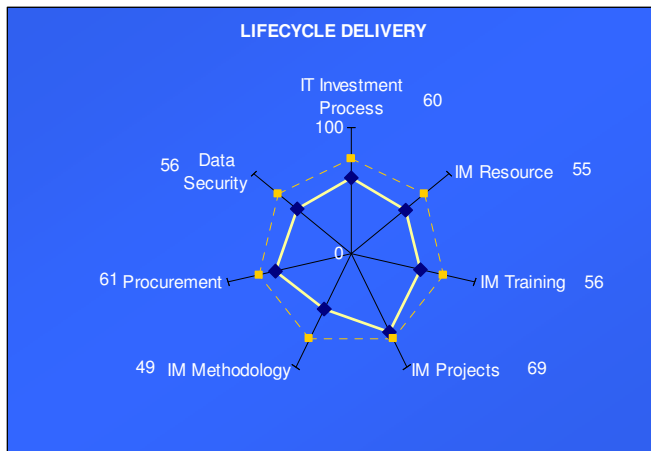 LIFECYCLE DELIVERY
IT Investment
Process
60
100
56
Data
Security
IM Resource
55
0
61
Procurement
IM Training
56
49
IM Methodology
IM Projects
69